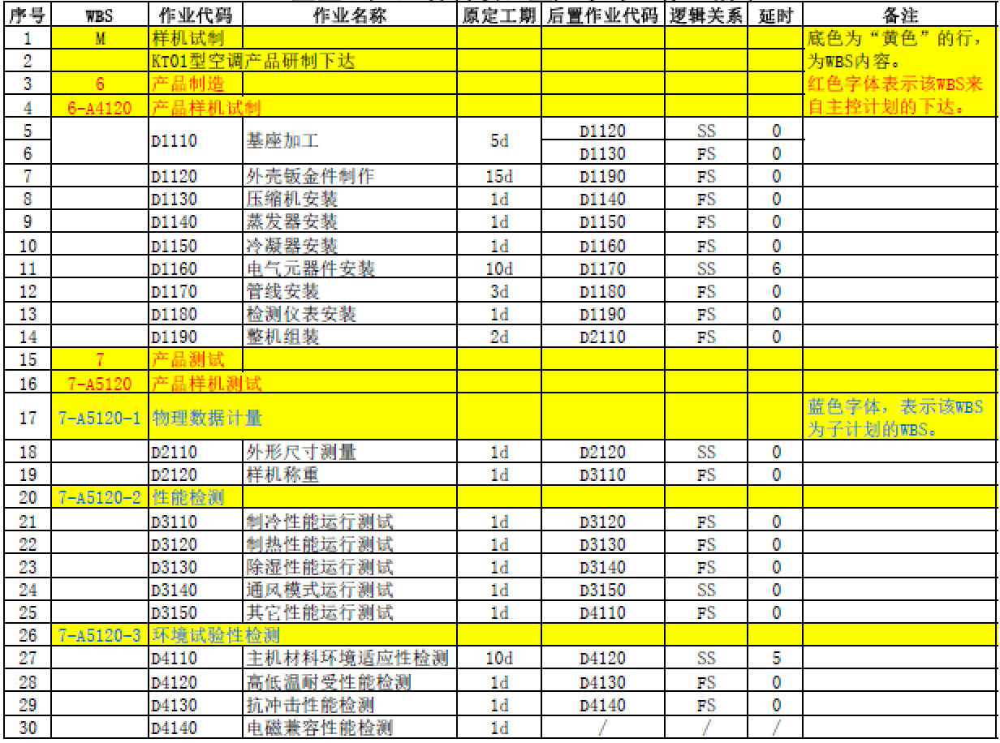 序号 WBS 作业代码 作业名称 原定工期 后置作业代码 逻辑关系 延时 备注
1 M 样机试制 底色为“黄色”的行，
2 KT01型空调产品研制下达 为WBS内容。
3 6 产品制造 红色字体表示该WBS来
4 6-A4120 产品样机试制 自主控计划的下达。
5 D1110 基座加工 5d D1120 SS 0
6 D1130 FS 0
7 D1120 外壳钣金件制作 15d D1190 FS 0
8 D1130 压缩机安装 1d D1140 FS 0
9 D1140 蒸发器安装 1d D1150 FS 0
10 D1150 冷凝器安装 1d D1160 FS 0
11 D1160 电气元器件安装 10d D1170 SS 6
12 D1170 管线安装 3d D1180 FS 0
13 D1180 检测仪表安装 1d D1190 FS 0
14 D1190 整机组装 2d D2110 FS 0
15 7 产品测试
16 7-A5120 产品样机测试
17 7-A5120-1 物理数据计量 蓝色字体，表示该WBS
为子计划的WBS。
18 D2110 外形尺寸测量 1d D2120 SS 0
19 D2120 样机称重 1d D3110 FS 0
20 7-A5120-2 性能检测
21 D3110 制冷性能运行测试 1d D3120 FS 0
22 D3120 制热性能运行测试 1d D3130 FS 0
23 D3130 除湿性能运行测试 1d D3140 FS 0
24 D3140 通风模式运行测试 1d D3150 SS 0
25 D3150 其它性能运行测试 1d D4110 FS 0
26 7-A5120-3 环境试验性检测
27 D4110 主机材料环境适应性检测 10d D4120 SS 5
28 D4120 高低温耐受性能检测 1d D4130 FS 0
29 D4130 抗冲击性能检测 1d D4140 FS 0
30 D4140 电磁兼容性能检测 1d / / /